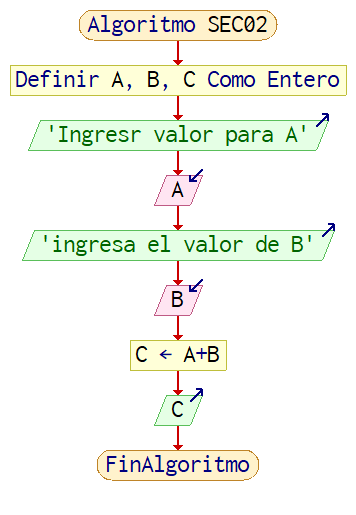 Algoritmo SEC02
Definir A, B, C Como Entero
'Ingresr valor para A'
A
'ingresa el valor de B'
B
C ← A+B
C
FinAlgoritmo